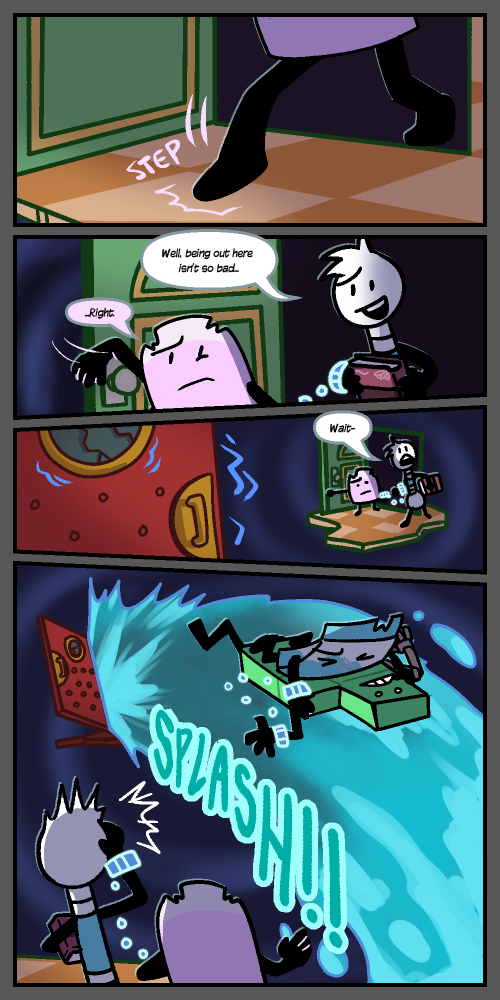 STEP
Well, being out here
isn't so bad...
...Right.
Wait-
SPLASH!!